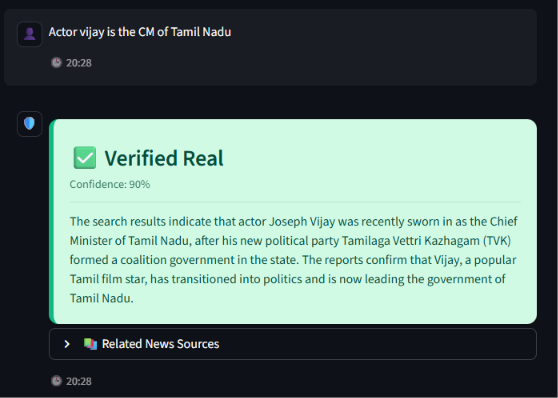 Actor vijay is the CM of Tamil Nadu
20:28
Verified Real
Confidence: 90%
The search results indicate that actor Joseph Vijay was recently sworn in as the Chief
Minister of Tamil Nadu, after his new political party Tamilaga Vettri Kazhagam (TVK)
formed a coalition government in the state. The reports confirm that Vijay, a popular
Tamil film star, has transitioned into politics and is now leading the government of
Tamil Nadu.
Related News Sources
20:28